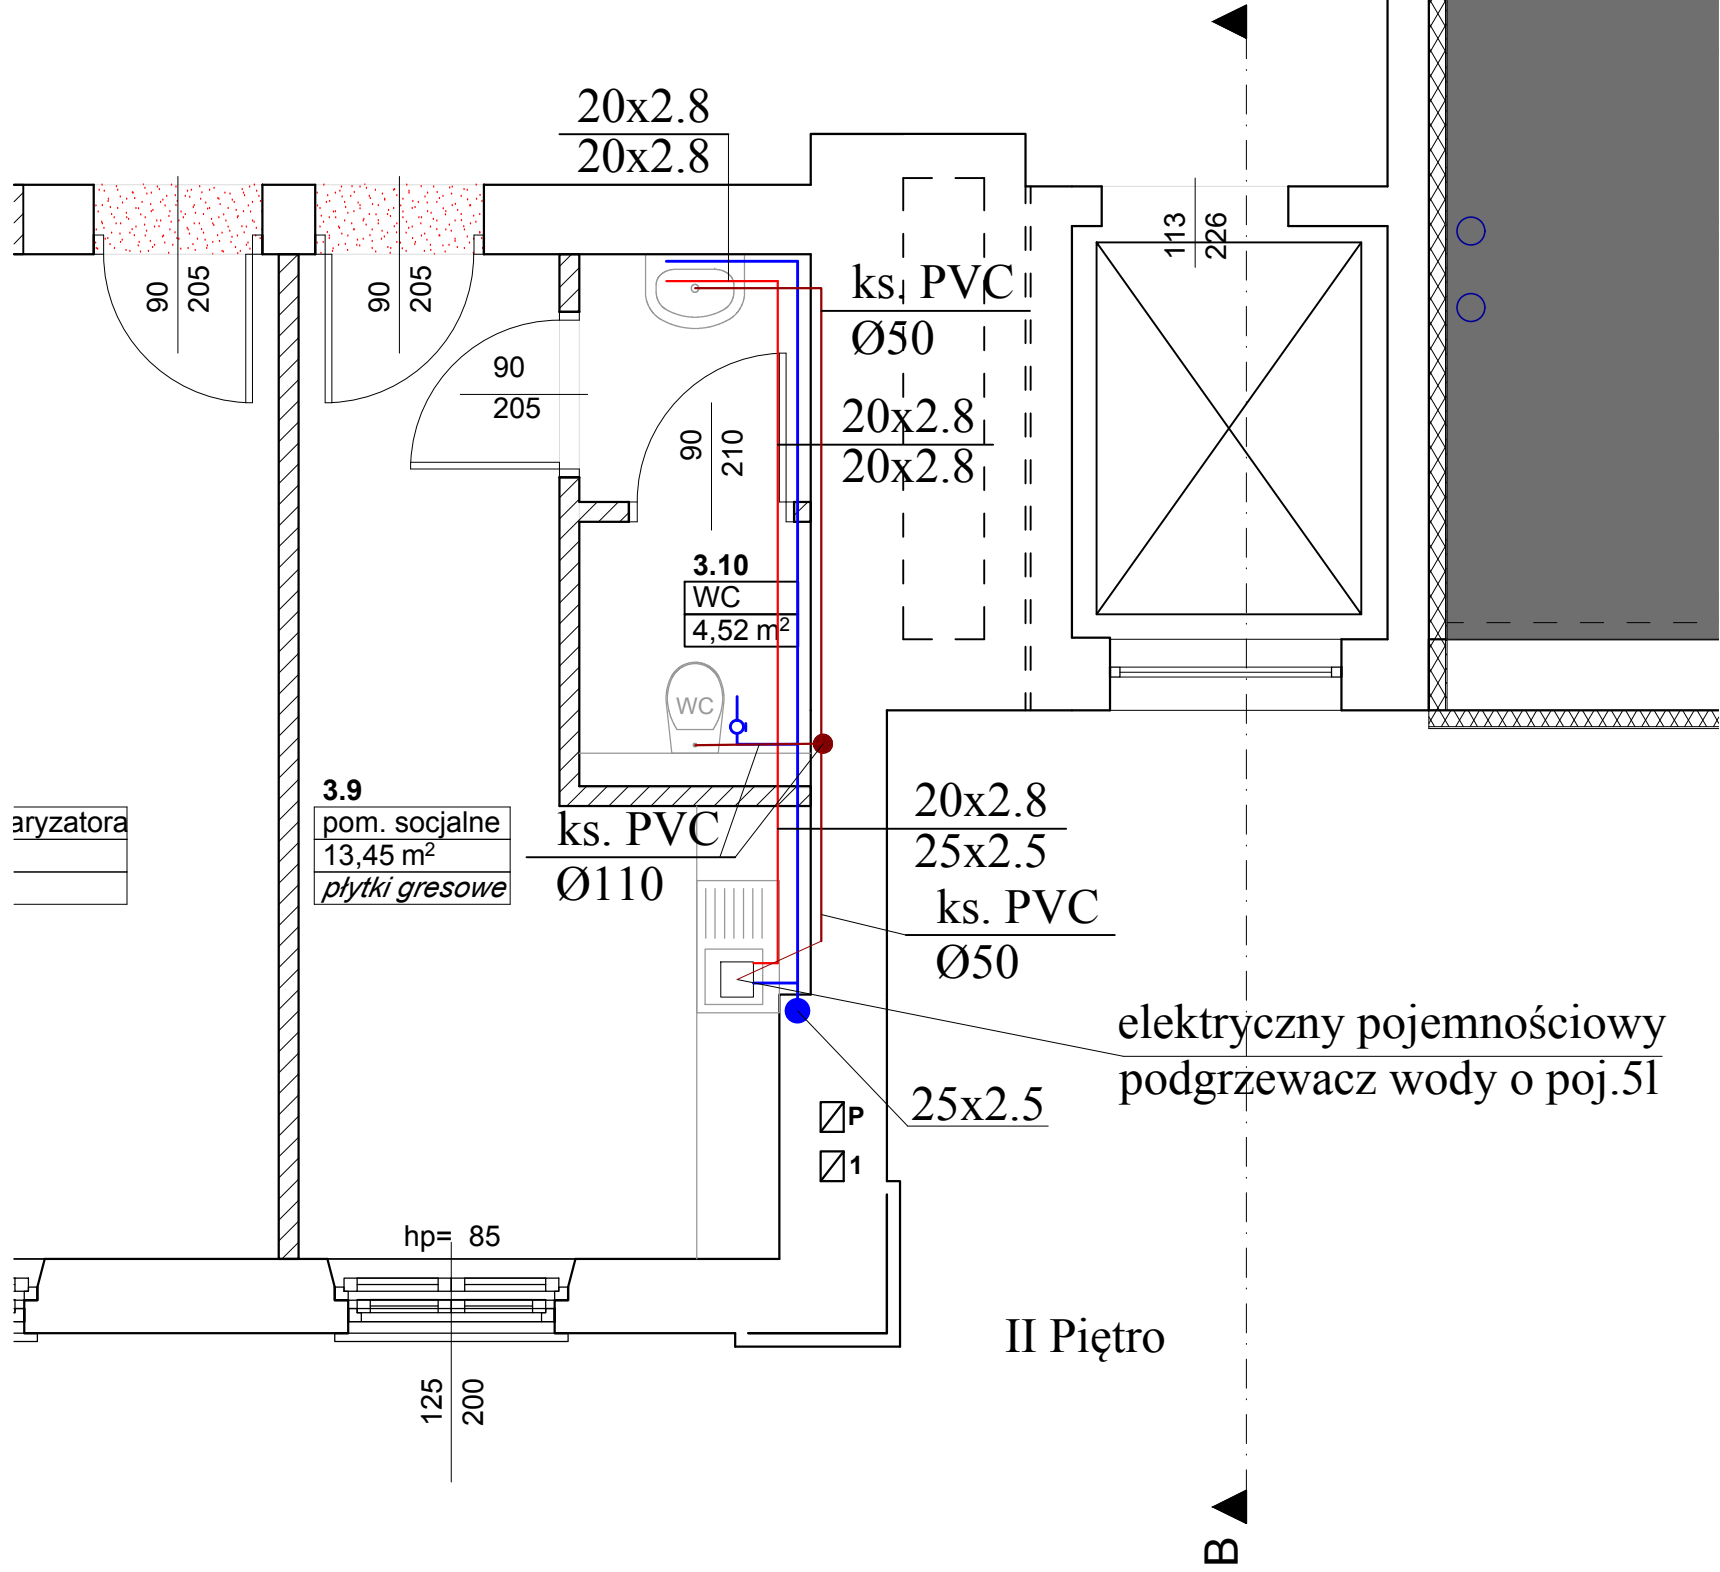 20x2.8
20x2.8
90
205
90
205
113
226
ks. PVC
Ø50
90
205
90
210
20x2.8
20x2.8
3.10
WC
4,52 m²
WC
3.9
pom. socjalne
13,45 m²
płytki gresowe
aryzatora
ks. PVC
Ø110
20x2.8
25x2.5
ks. PVC
Ø50
elektryczny pojemnościowy
podgrzewacz wody o poj.5l
25x2.5
P
1
hp= 85
125
200
II Piętro
B